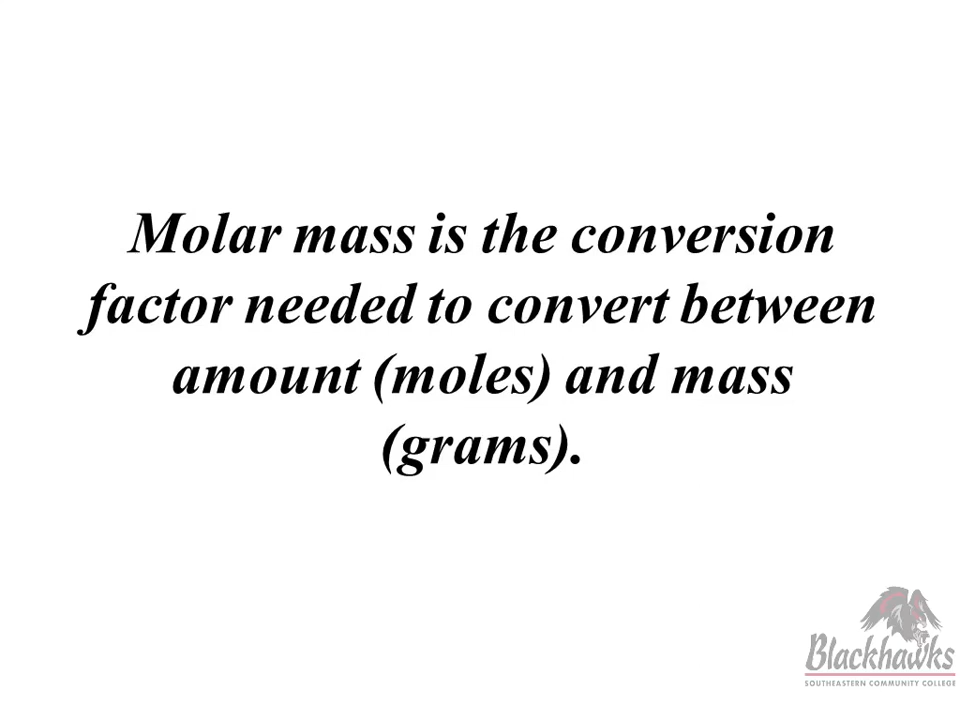 Molar mass is the conversion
factor needed to convert between
amount (moles) and mass
(grams).
Blackhawks
SOUTHEASTERN COMMUNITY COLLEGE